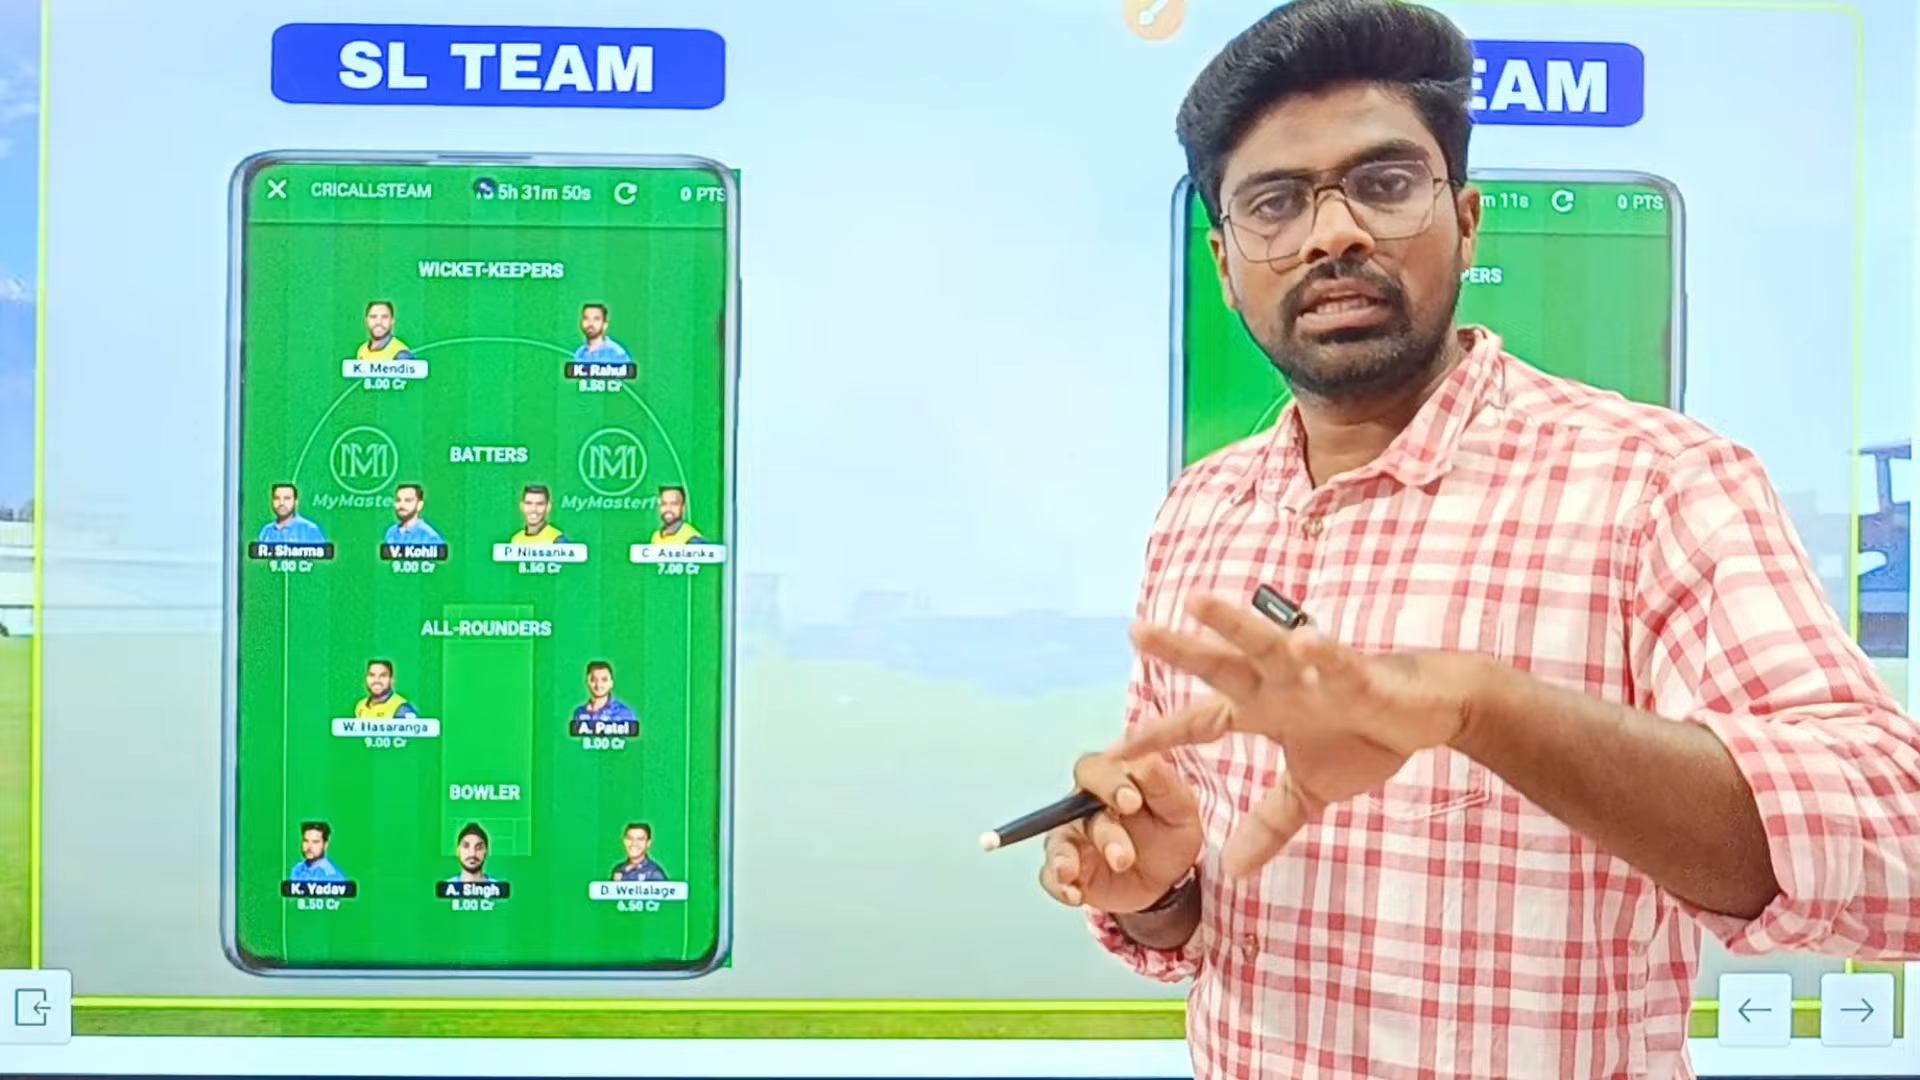 SL TEAM
EAM
CRICALLSTEAM
5h 31m 50s
0 PTS
m 11s
0 PTS
WICKET-KEEPERS
PERS
K. Mendis
8.00 Cr
K. Rahul
8.50 Cr
BATTERS
MyMaste
MyMaster
R. Sharma
9.00 Cr
V. Kohli
9.00 Cr
P Nissanka
8.50 Cr
C. Asalanka
7.00 Cr
ALL-ROUNDERS
W. Hasaranga
9.00 Cr
A. Patel
8.00 Cr
BOWLER
K. Yadav
8.50 Cr
A. Singh
8.00 Cr
D. Wellalage
6.50 Cr